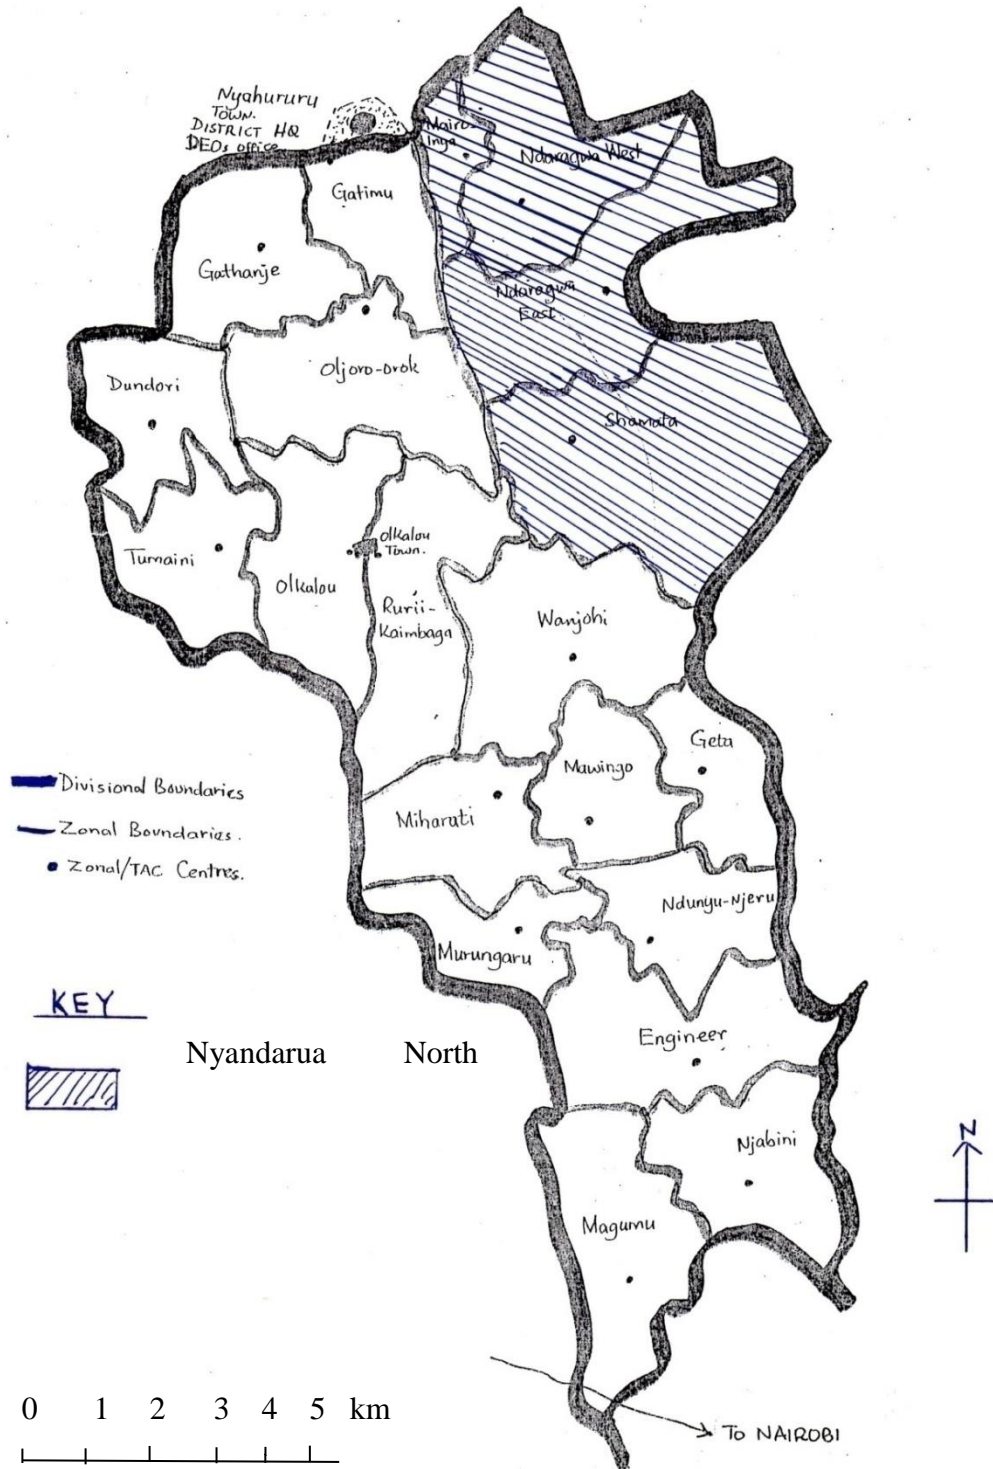 Nyahururu
TOWN.
DISTRICT HQ
DEOs office
Mairo-
inya
Ndaragwa West
Gatimu
Gathanje
Ndaragwa
East.
Oljoro-orok
Dundori
Shamata
Olkalou
Town.
Tumaini
Olkalou
Rurii-
Kaimbaga
Wanjohi
Geta
Mawingo
Divisional Boundaries
Zonal Boundaries.
Zonal/TAC Centres.
Miharati
Ndunyu-Njeru
Murungaru
KEY
Nyandarua North
Engineer
Njabini
N
Magumu
0 1 2 3 4 5 km
To NAIROBI